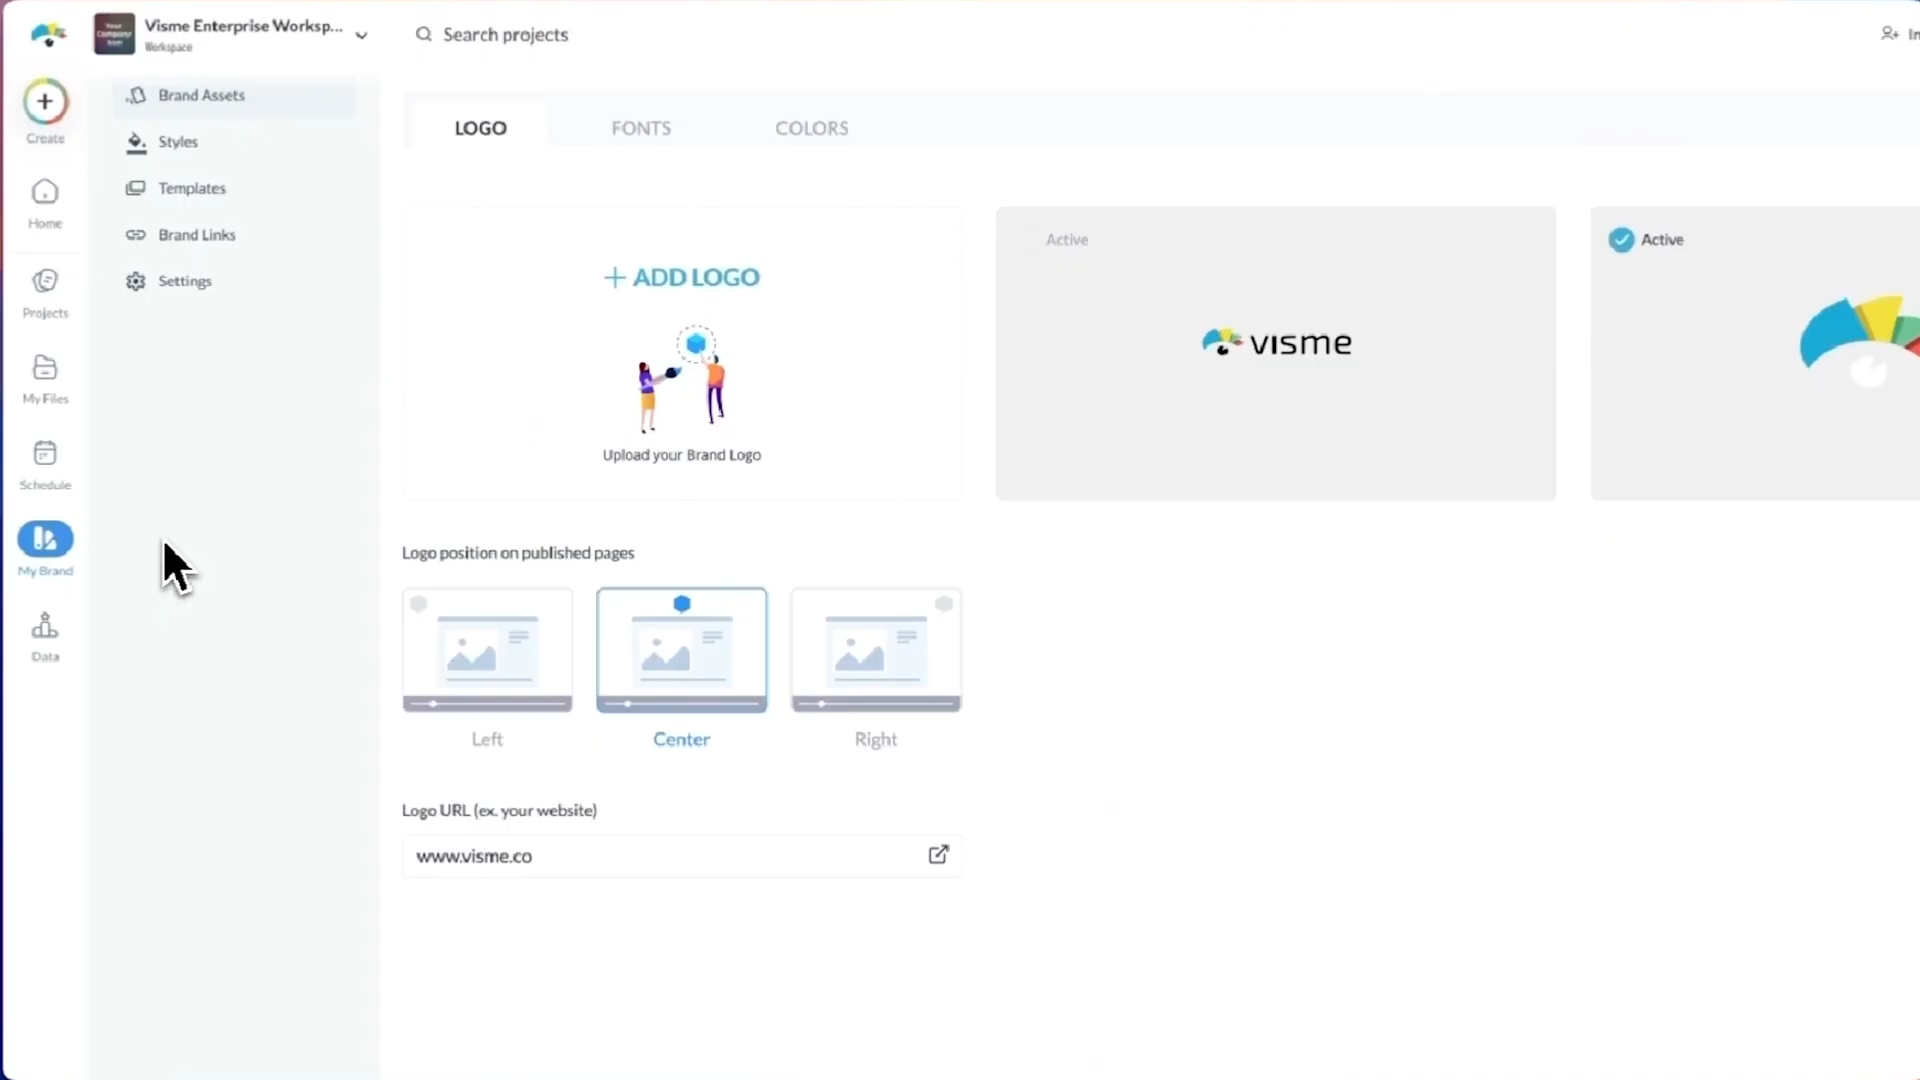 Visme Enterprise Worksp...
Workspace
Search projects
Create
Home
Projects
My Files
Schedule
My Brand
Data
Brand Assets
Styles
Templates
Brand Links
Settings
LOGO
FONTS
COLORS
+ ADD LOGO
Upload your Brand Logo
Active
visme
Active
Logo position on published pages
Left
Center
Right
Logo URL (ex. your website)
www.visme.co